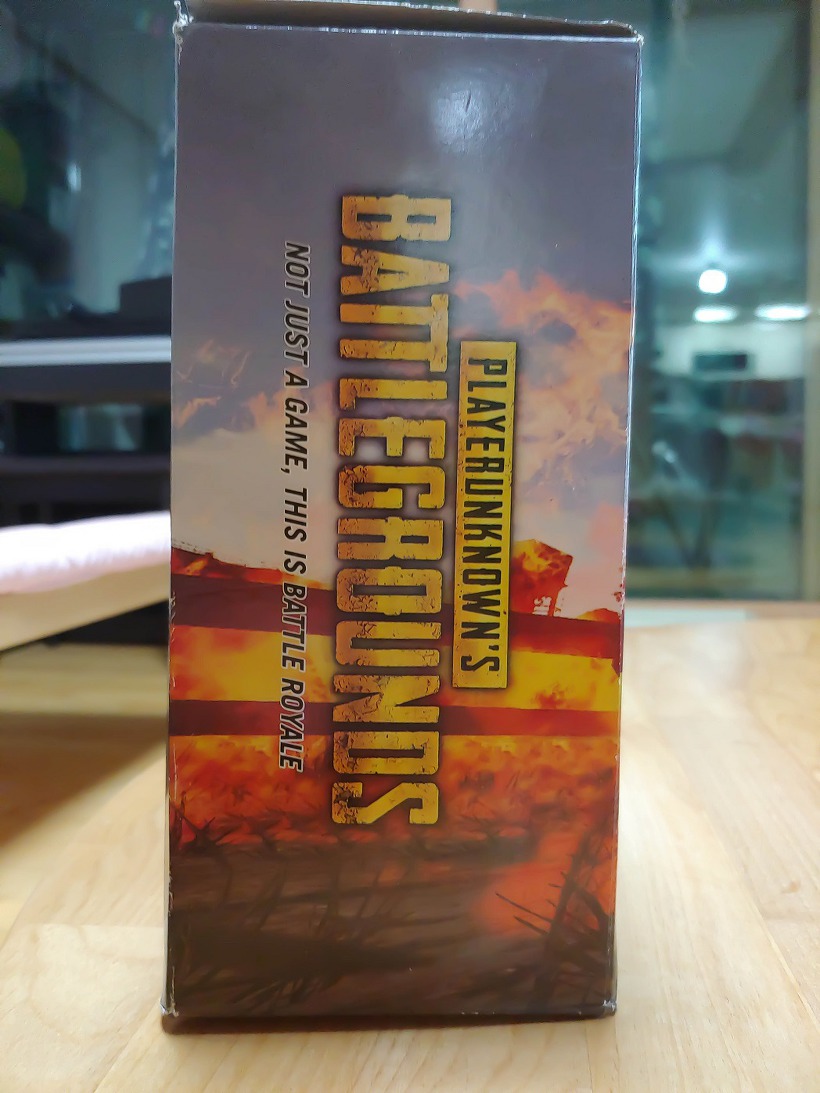 PLAYERUNKNOWN'S
BATTLEGROUNDS
NOT JUST A GAME, THIS IS BATTLE ROYALE